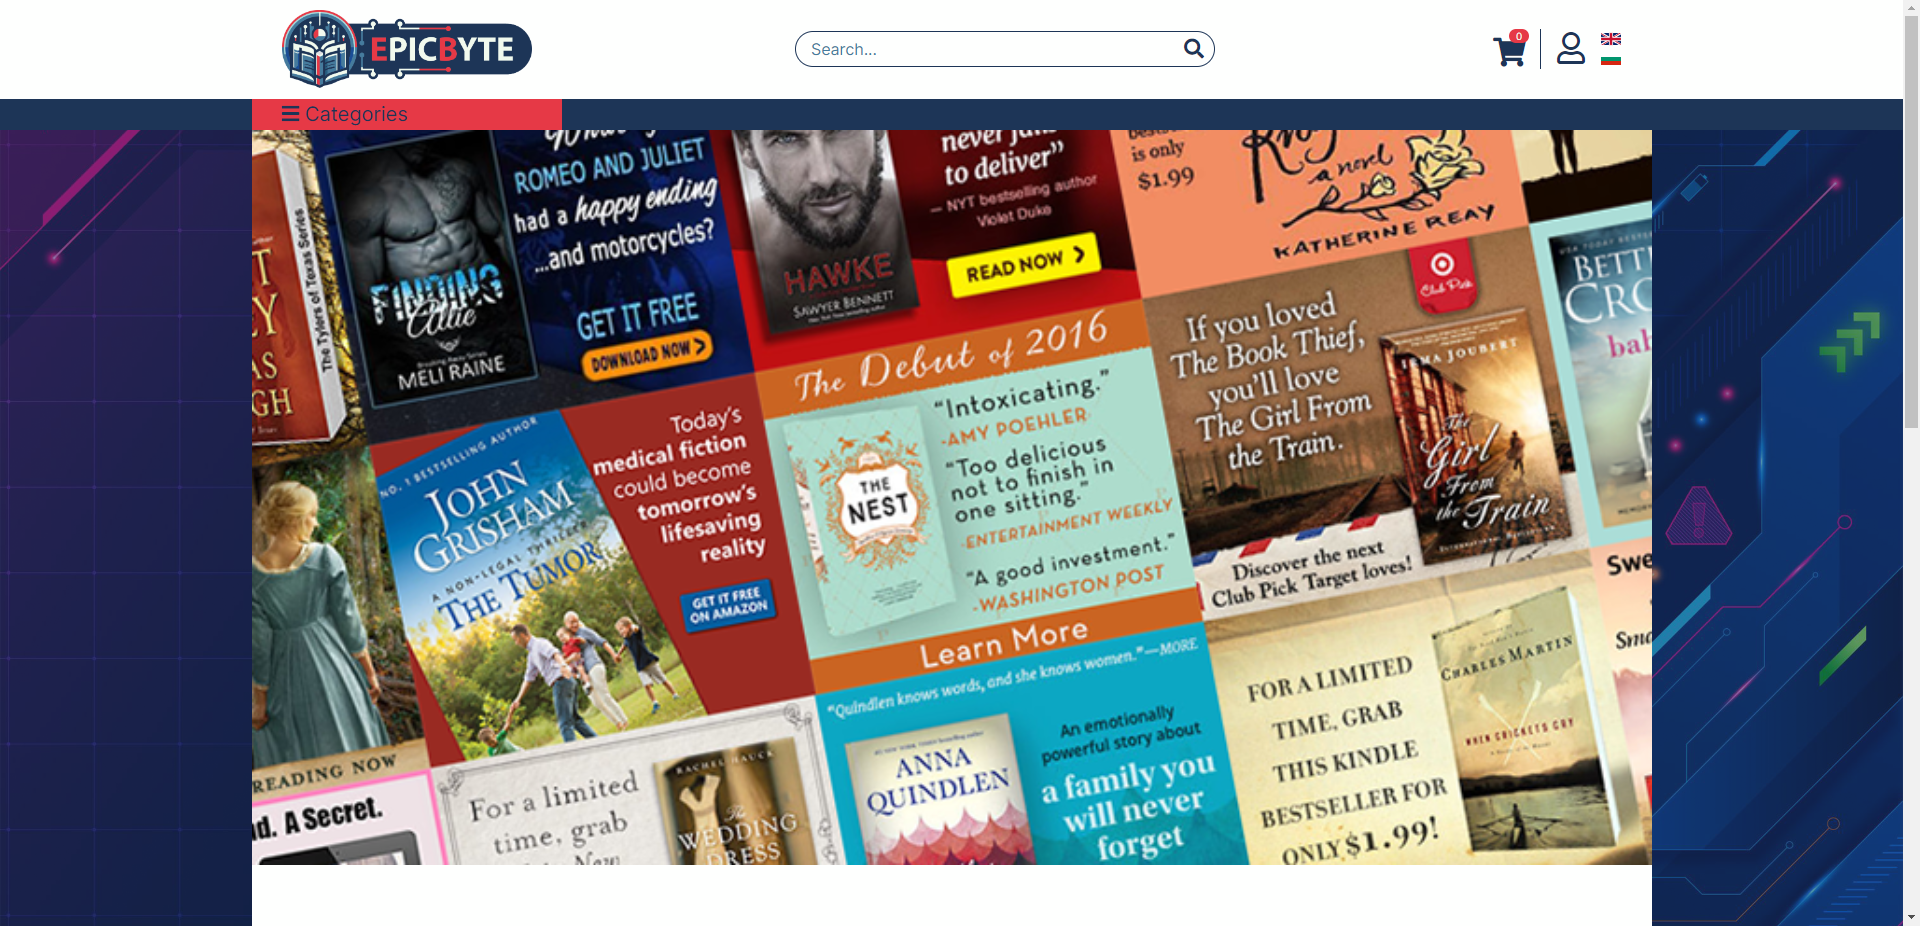 EPICBYTE
Search...
0
Categories
ROMEO AND JULIET
had a happy ending
...and motorcycles?
GET IT FREE
DOWNLOAD NOW
FINDING
Allie
MELI RAINE
The Tylers of Texas Series
HAWKE
SAWYER BENNETT
to deliver”
— NYT bestselling author
Violet Duke
READ NOW
is only
$1.99
a novel
KATHERINE REAY
The Debut of 2016
“Intoxicating.”
-AMY POEHLER
“Too delicious
not to finish in
one sitting.”
-ENTERTAINMENT WEEKLY
“A good investment.”
-WASHINGTON POST
Learn More
THE
NEST
If you loved
The Book Thief,
you’ll love
The Girl From
the Train.
Club Pick
IRMA JOUBERT
The
Girl
From
the Train
Discover the next
Club Pick Target loves!
NO. 1 BESTSELLING AUTHOR
JOHN
GRISHAM
A NON-LEGAL THRILLER
THE TUMOR
Today’s
medical fiction
could become
tomorrow’s
lifesaving
reality
GET IT FREE
ON AMAZON
READING NOW
d. A Secret.
For a limited
time, grab
RACHEL HAUCK
The
WEDDING
DRESS
“Quindlen knows words, and she knows women.”—MORE
ANNA
QUINDLEN
An emotionally
powerful story about
a family you
will never
forget
FOR A LIMITED
TIME, GRAB
THIS KINDLE
BESTSELLER FOR
ONLY $1.99!
CHARLES MARTIN
WHEN CRICKETS CRY